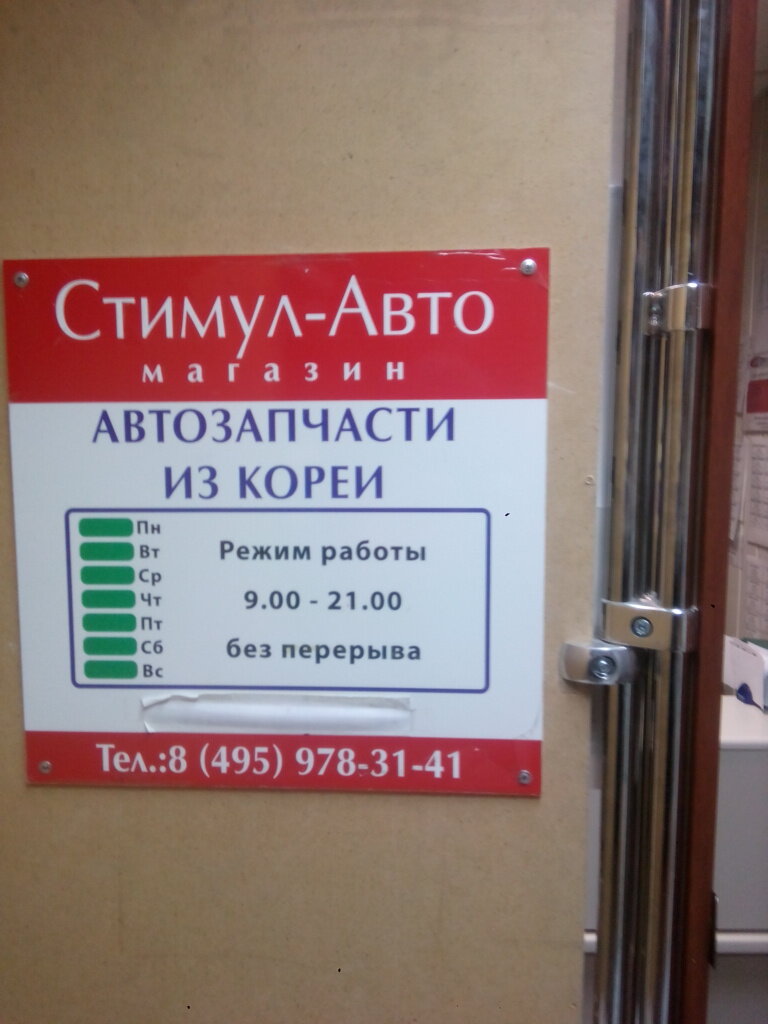 Стимул-Авто
магазин
АВТОЗАПЧАСТИ
ИЗ КОРЕИ
Пн
Вт
Ср
Чт
Пт
Сб
Вс
Режим работы
9.00 - 21.00
без перерыва
Тел.:8 (495) 978-31-41